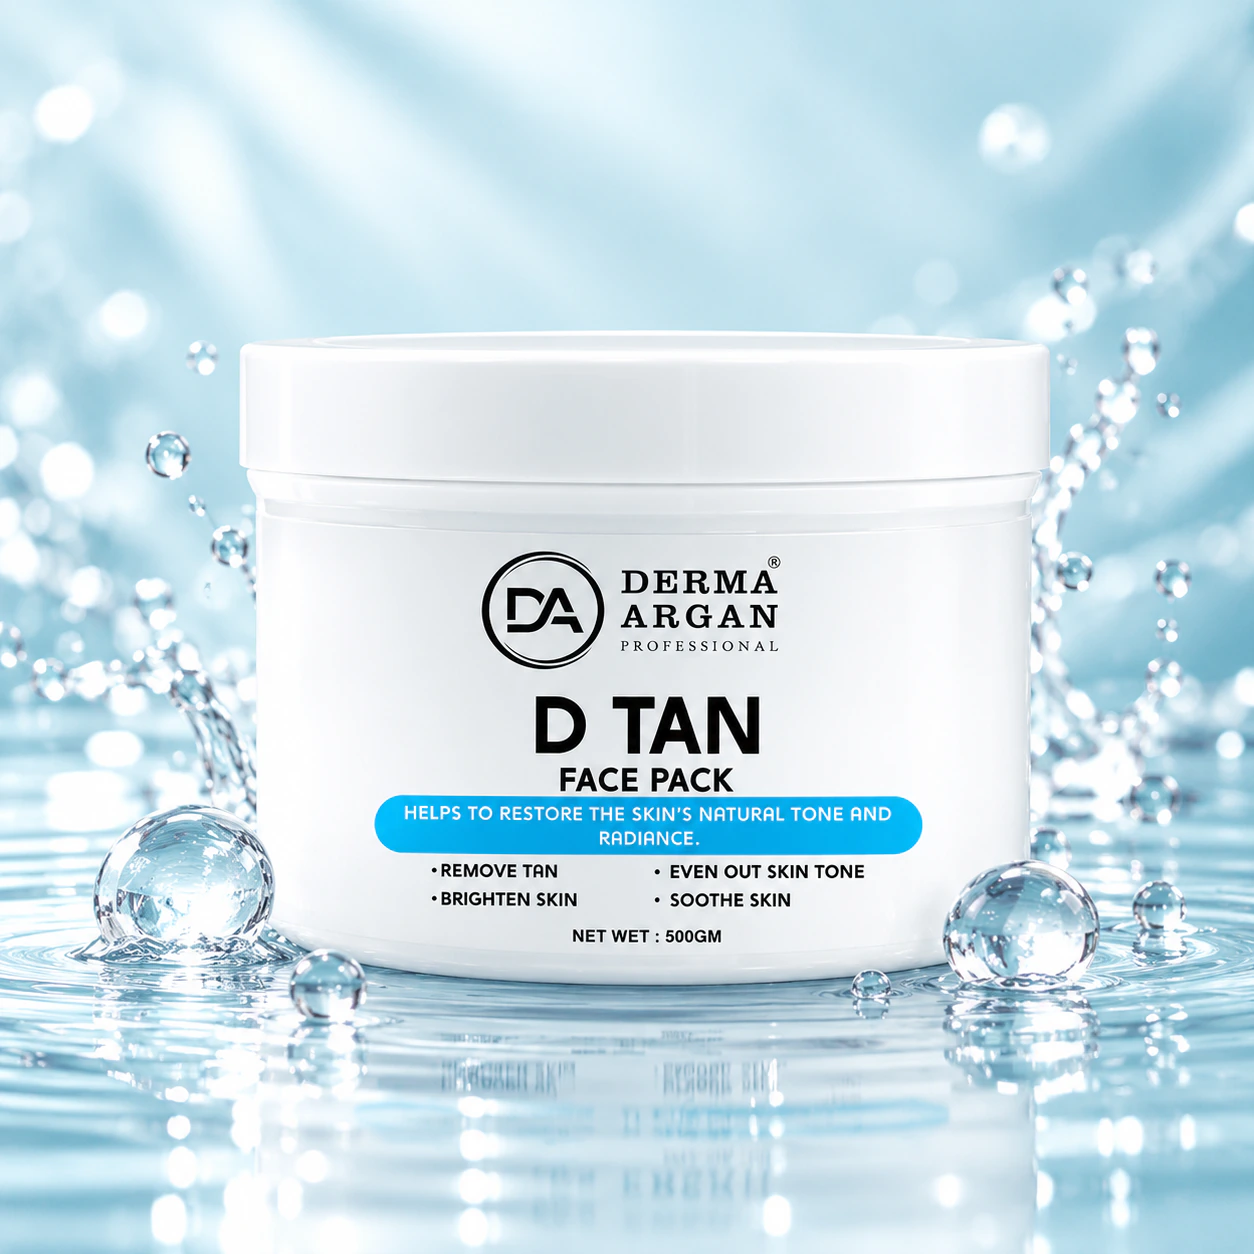 DA
DERMA®
ARGAN
PROFESSIONAL
D TAN
FACE PACK
HELPS TO RESTORE THE SKIN'S NATURAL TONE AND
RADIANCE.
•REMOVE TAN
• EVEN OUT SKIN TONE
•BRIGHTEN SKIN
• SOOTHE SKIN
NET WET : 500GM